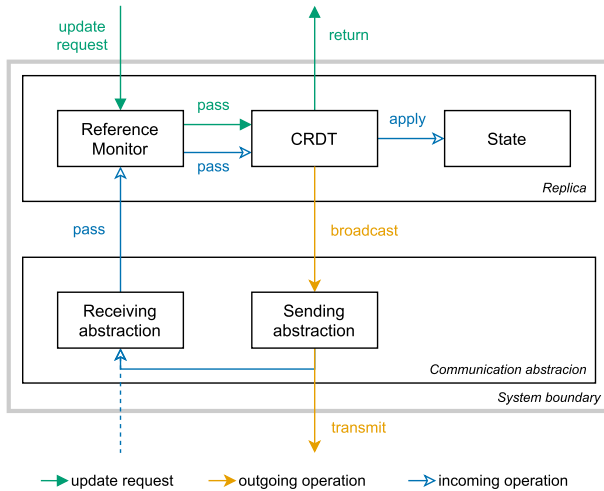 update
request
return
pass
Reference
Monitor
CRDT
apply
State
pass
Replica
pass
broadcast
Receiving
abstraction
Sending
abstraction
Communication abstracion
System boundary
transmit
update request
outgoing operation
incoming operation